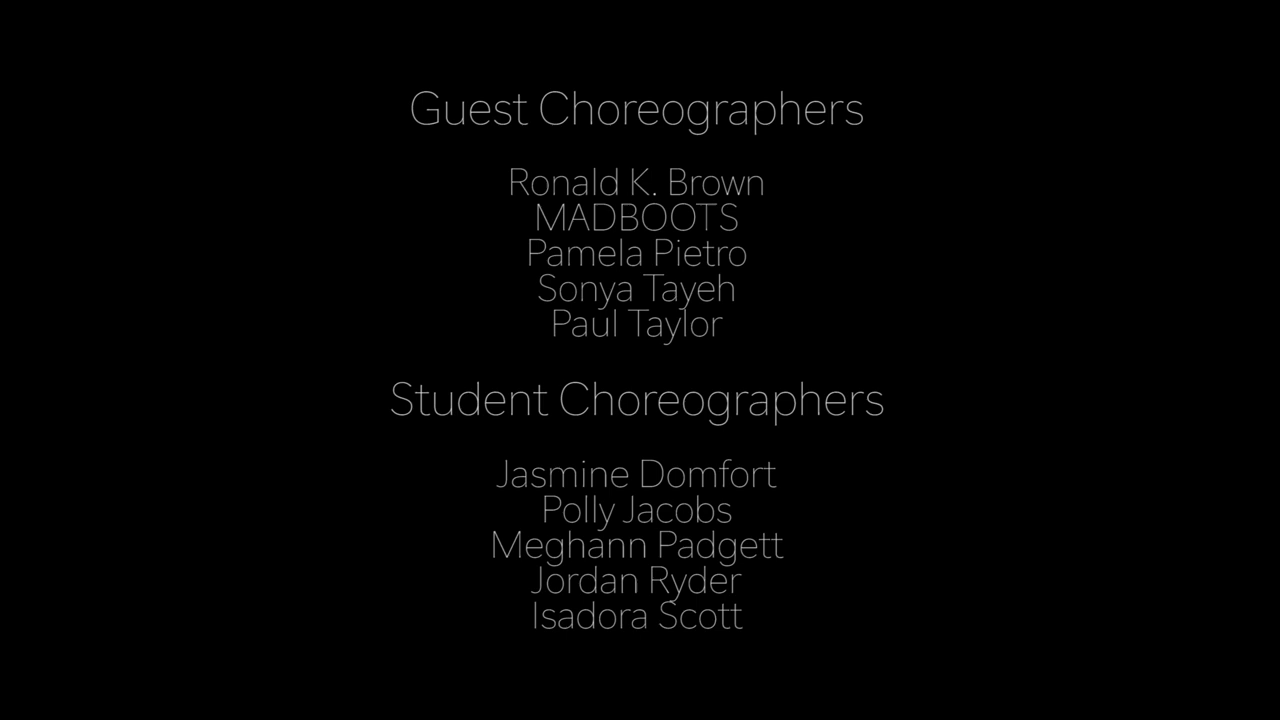 Guest Choreographers
Ronald K. Brown
MADBOOTS
Pamela Pietro
Sonya Tayeh
Paul Taylor
Student Choreographers
Jasmine Domfort
Polly Jacobs
Meghann Padgett
Jordan Ryder
Isadora Scott